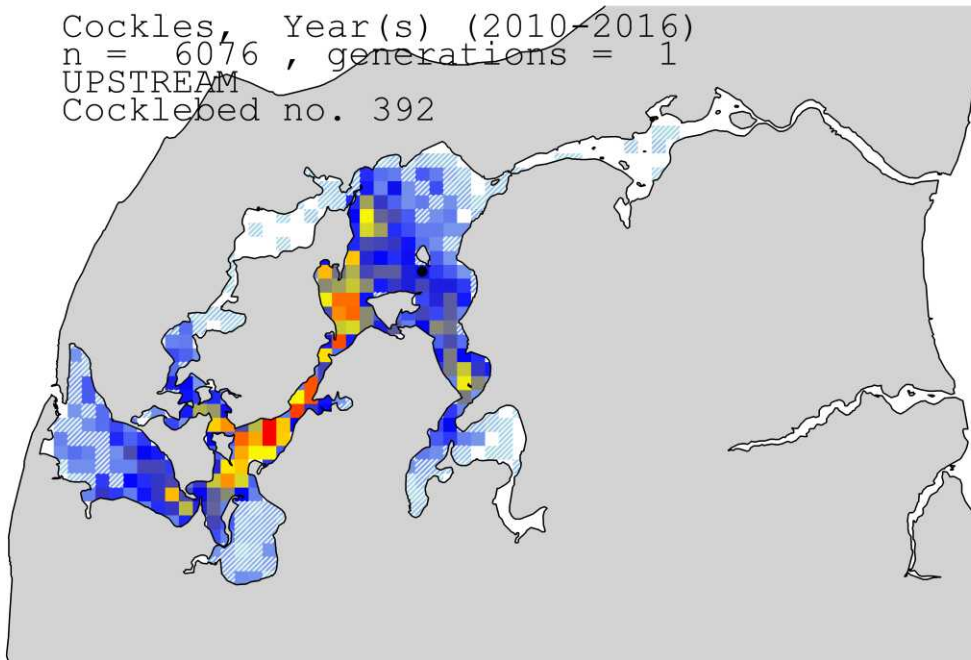 Cockles, Year(s) (2010-2016)
n = 6076 , generations = 1
UPSTREAM
Cocklebed no. 392